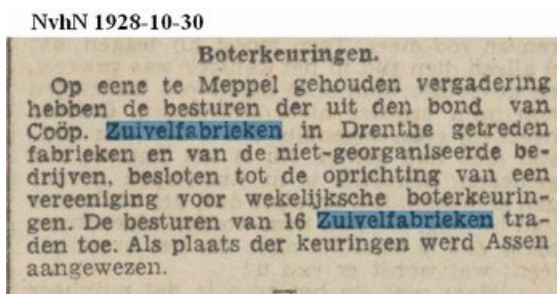 NvhN 1928-10-30
Boterkeuringen.
Op eene te Meppel gehouden vergadering
hebben de besturen der uit den bond van
Coöp. Zuivelfabrieken in Drenthe getreden
fabrieken en van de niet-georganiseerde be-
drijven, besloten tot de oprichting van een
vereeniging voor wekelijksche boterkeurin-
gen. De besturen van 16 Zuivelfabrieken tra-
den toe. Als plaats der keuringen werd Assen
aangewezen.